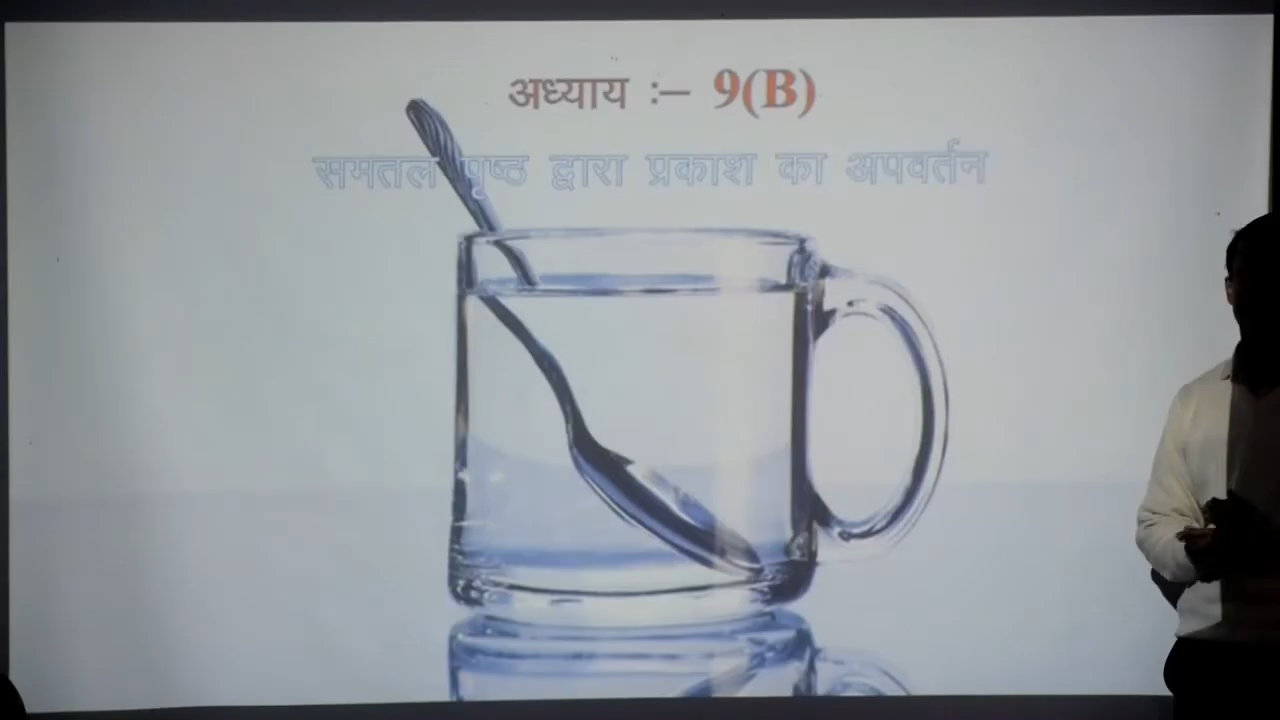 अध्याय :– 9(B)
समतल पृष्ठ द्वारा प्रकाश का अपवर्तन